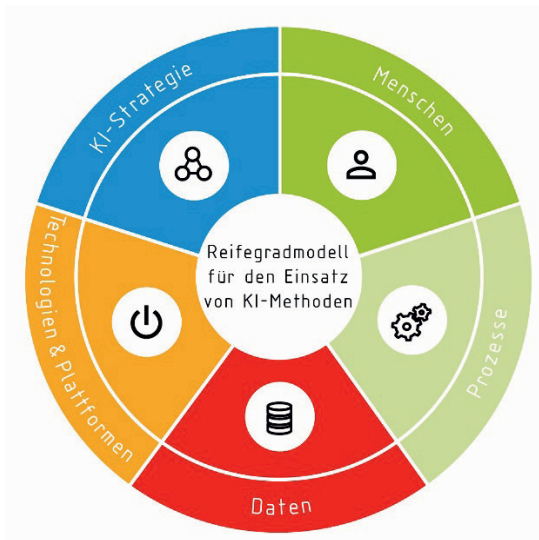 KI-Strategie
Menschen
Reifegradmodell
für den Einsatz
von KI-Methoden
Technologien & Plattformen
Prozesse
Daten